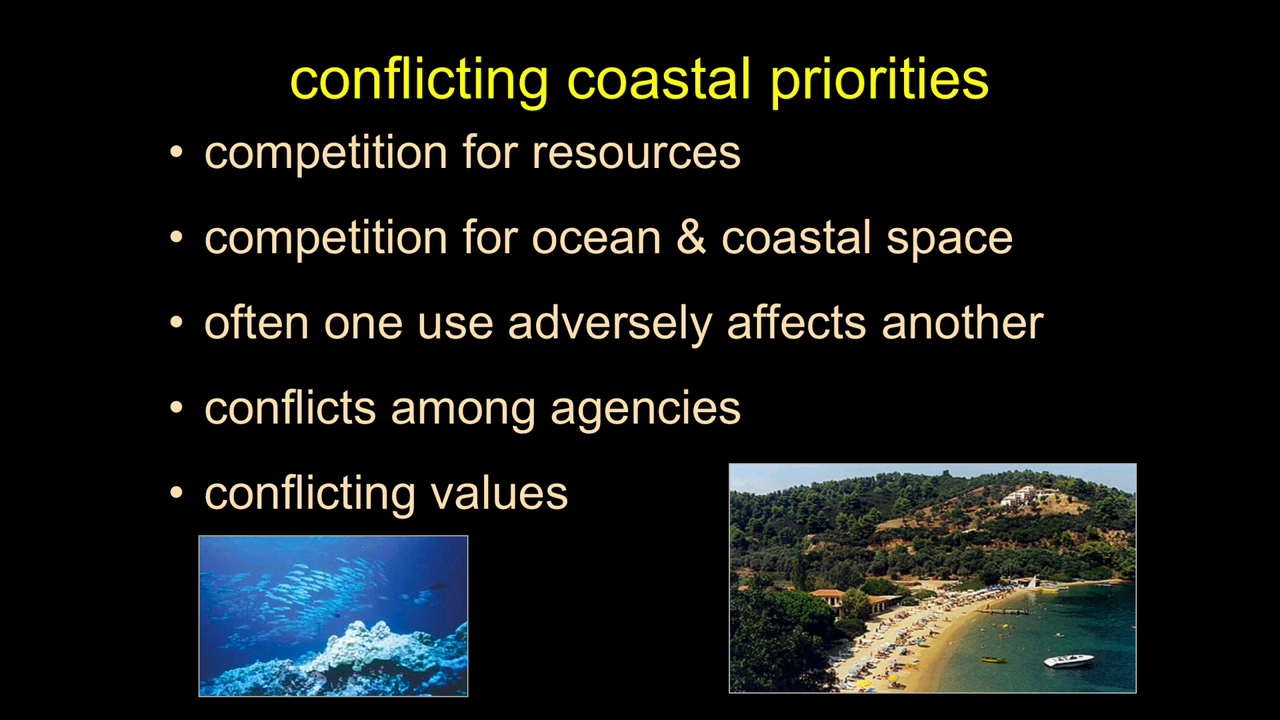 conflicting coastal priorities
• competition for resources
• competition for ocean & coastal space
• often one use adversely affects another
• conflicts among agencies
• conflicting values